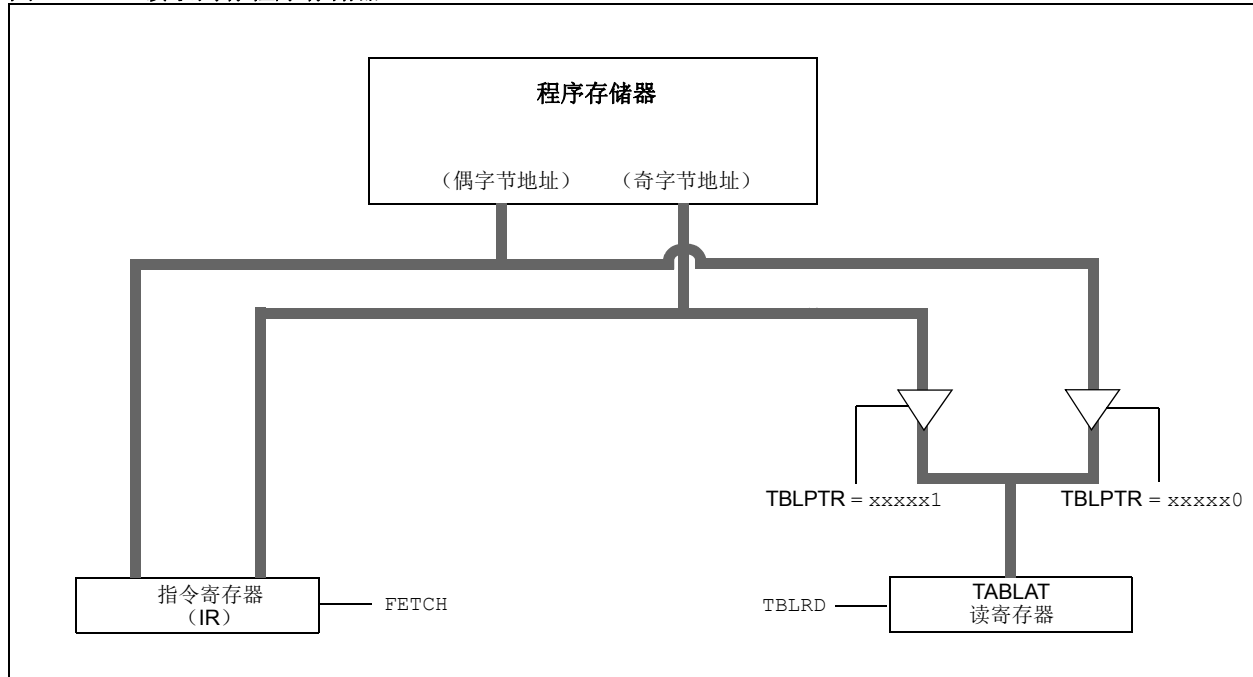 程序存储器
（偶字节地址） （奇字节地址）
TBLPTR = xxxxx1
TBLPTR = xxxxx0
指令寄存器
（IR）
FETCH
TBLRD
TABLAT
读寄存器